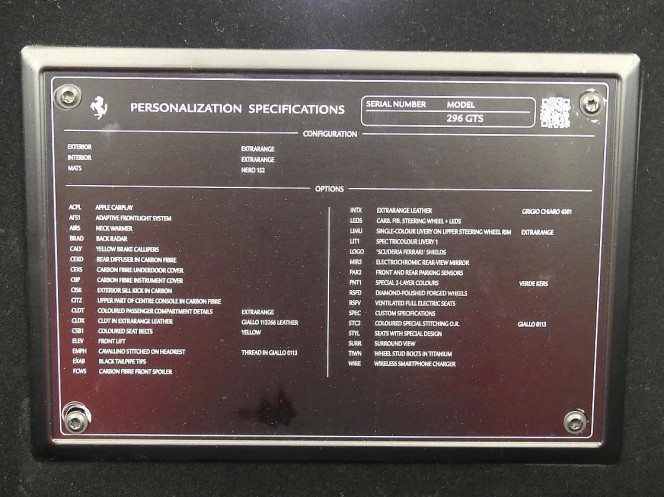 PERSONALIZATION SPECIFICATIONS
SERIAL NUMBER MODEL
296 GTS
CONFIGURATION
EXTERIOR EXTRARANGE
INTERIOR EXTRARANGE
MATS NERO 152
OPTIONS
ACPL APPLE CARPLAY
AFS1 ADAPTIVE FRONTLIGHT SYSTEM
AIRS NECK WARMER
BRAD BACK RADAR
CALY YELLOW BRAKE CALLIPERS
CEXD REAR DIFFUSER IN CARBON FIBRE
CEXS CARBON FIBRE UNDERDOOR COVER
CIIP CARBON FIBRE INSTRUMENT COVER
CISK EXTERIOR SILL KICK IN CARBON
CITZ UPPER PART OF CENTRE CONSOLE IN CARBON FIBRE
CLDT COLOURED PASSENGER COMPARTMENT DETAILS EXTRARANGE
CLDX CLDT IN EXTRARANGE LEATHER GIALLO 113266 LEATHER
CSB1 COLOURED SEAT BELTS YELLOW
ELEV FRONT LIFT
EMPH CAVALLINO STITCHED ON HEADREST THREAD IN GIALLO 0113
EXAB BLACK TAILPIPE TIPS
FCWS CARBON FIBRE FRONT SPOILER
INTX EXTRARANGE LEATHER GRIGIO CHIARO 4301
LEDS CARB. FIB. STEERING WHEEL + LEDS
LIMU SINGLE-COLOUR LIVERY ON UPPER STEERING WHEEL RIM EXTRARANGE
LIT1 SPEC TRICOLOUR LIVERY 1
LOGO "SCUDERIA FERRARI" SHIELDS
MIR3 ELECTROCHROMIC REAR-VIEW MIRROR
PAR2 FRONT AND REAR PARKING SENSORS
PNT1 SPECIAL 2-LAYER COLOURS VERDE KERS
RSFD DIAMOND-POLISHED FORGED WHEELS
RSFV VENTILATED FULL ELECTRIC SEATS
SPEC CUSTOM SPECIFICATIONS
STC2 COLOURED SPECIAL STITCHING O.R. GIALLO 0113
STYL SEATS WITH SPECIAL DESIGN
SURR SURROUND VIEW
TIWN WHEEL STUD BOLTS IN TITANIUM
WIRE WIRELESS SMARTPHONE CHARGER